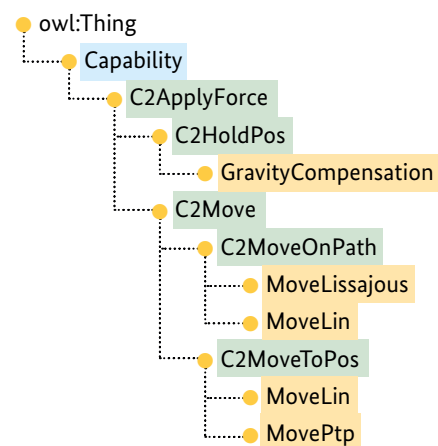 owl:Thing
Capability
C2ApplyForce
C2HoldPos
GravityCompensation
C2Move
C2MoveOnPath
MoveLissajous
MoveLin
C2MoveToPos
MoveLin
MovePtp